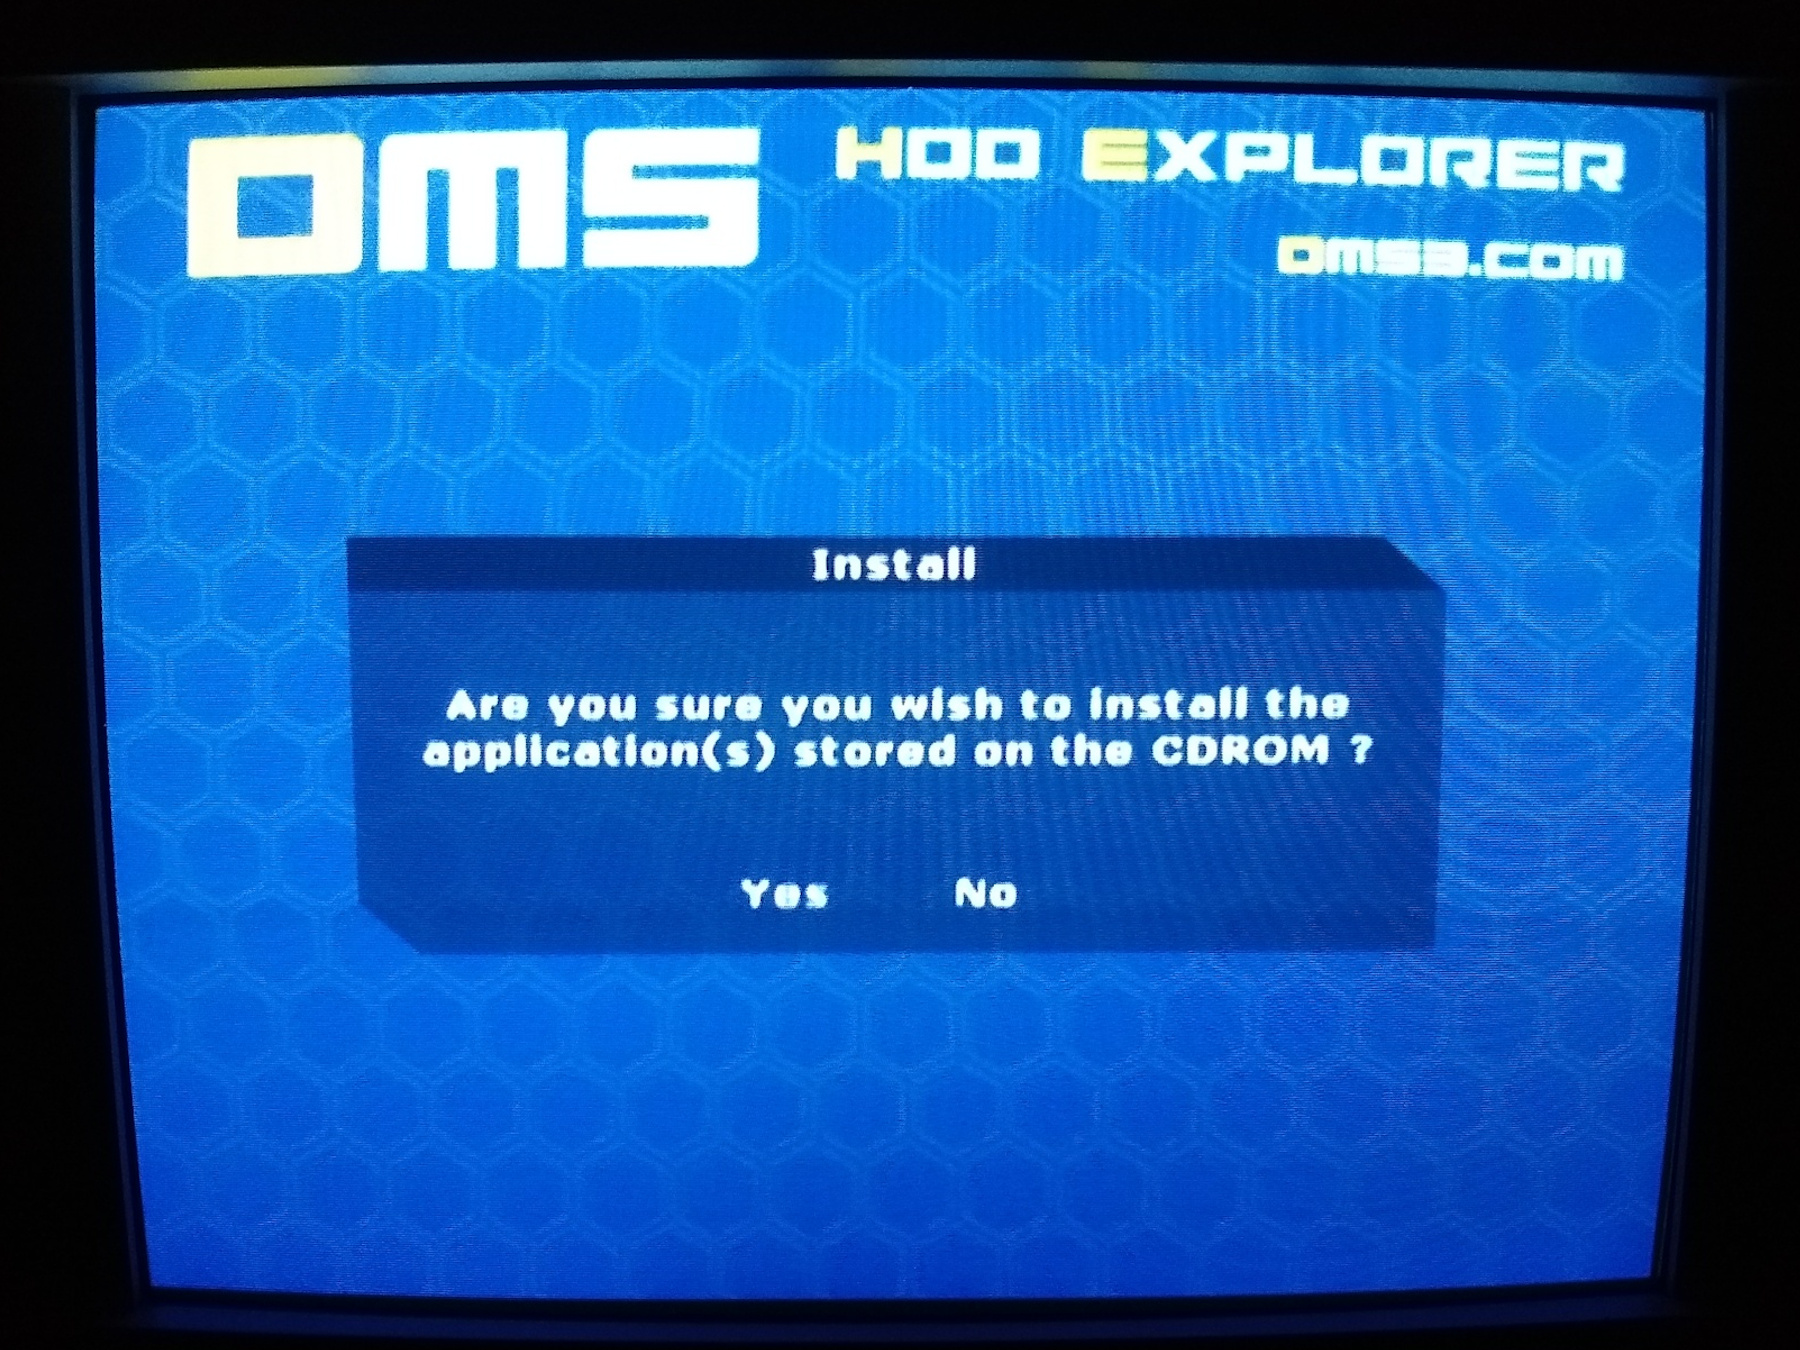 DMS
HDD EXPLORER
DMS3.COM
Install
Are you sure you wish to install the
application(s) stored on the CDROM ?
Yes No